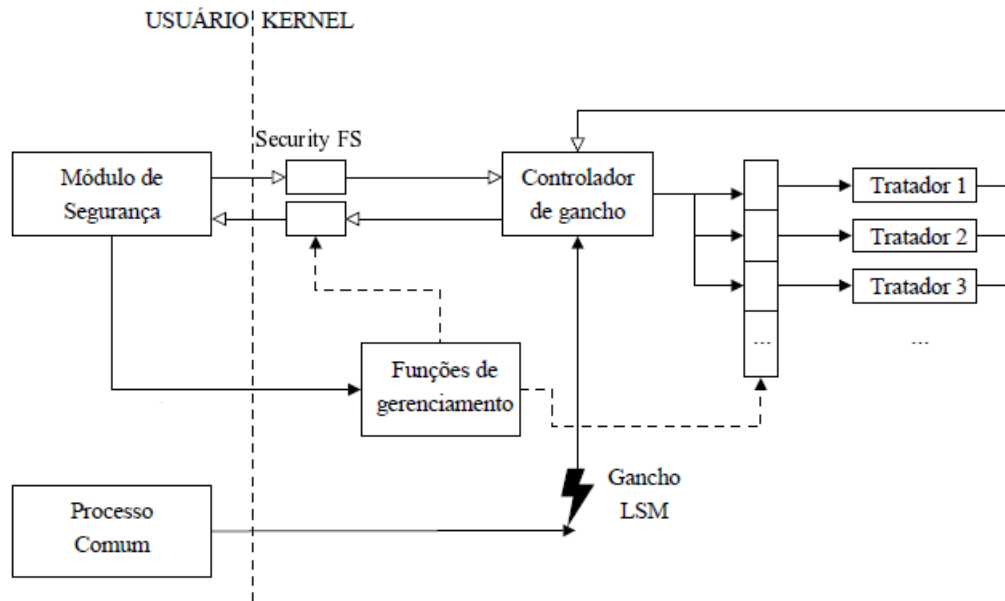 USUÁRIO KERNEL
Security FS
Módulo de
Segurança
Controlador
de gancho
Tratador 1
Tratador 2
Tratador 3
...
...
Funções de
gerenciamento
Gancho
LSM
Processo
Comum